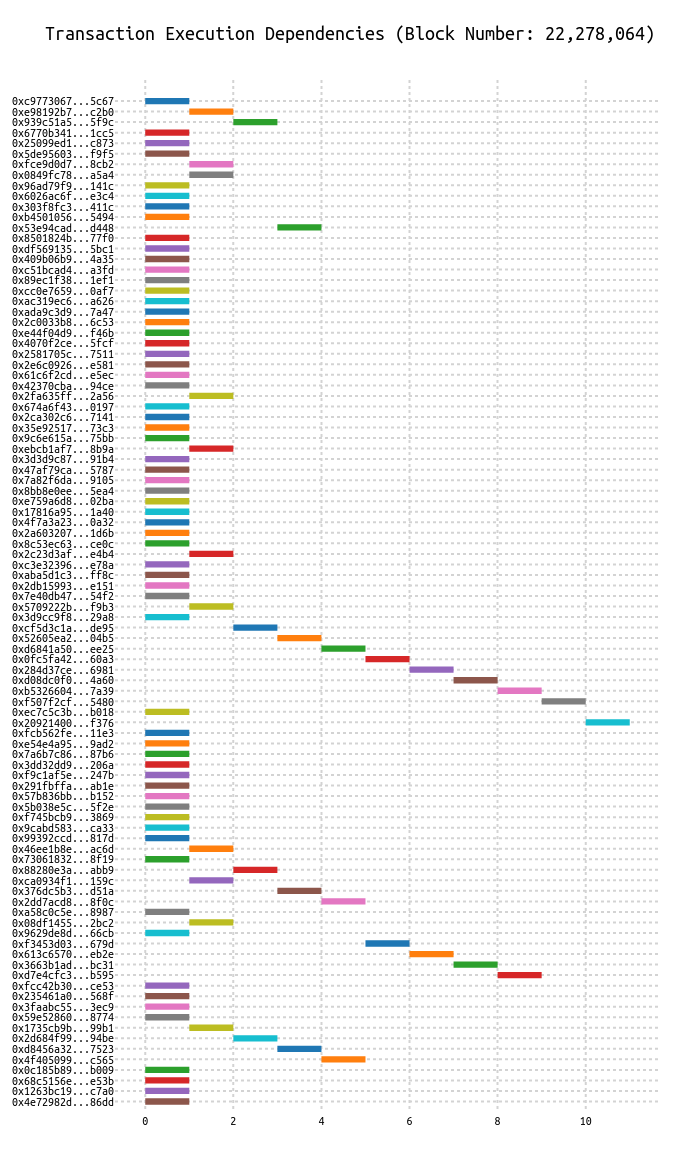 Transaction Execution Dependencies (Block Number: 22,278,064)
0xc9773067...5c67
0xe98192b7...c2b0
0x939c51a5...5f9c
0x6770b341...1cc5
0x25099ed1...c873
0x5de95603...f9f5
0xfce9d0d7...8cb2
0x0849fc78...a5a4
0x96ad79f9...141c
0x6026ac6f...e3c4
0x303f8fc3...411c
0xb4501056...5494
0x53e94cad...d448
0x8501824b...77f0
0xdf569135...5bc1
0x409b06b9...4a35
0xc51bcad4...a3fd
0x89ec1f38...1ef1
0xcc0e7659...0af7
0xac319ec6...a626
0xada9c3d9...7a47
0x2c0033b8...6c53
0xe44f04d9...f46b
0x4070f2ce...5fcf
0x2581705c...7511
0x2e6c0926...e581
0x61c6f2cd...e5ec
0x42370cba...94ce
0x2fa635ff...2a56
0x674a6f43...0197
0x2ca302c6...7141
0x35e92517...73c3
0x9c6e615a...75bb
0xebcb1af7...8b9a
0x3d3d9c87...91b4
0x47af79ca...5787
0x7a82f6da...9105
0x8bb8e0ee...5ea4
0xe759a6d8...02ba
0x17816a95...1a40
0x4f7a3a23...0a32
0x2a603207...1d6b
0x8c53ec63...ce0c
0x2c23d3af...e4b4
0xc3e32396...e78a
0xaba5d1c3...ff8c
0x2db15993...e151
0x7e40db47...54f2
0x5709222b...f9b3
0x3d9cc9f8...29a8
0xcf5d3c1a...de95
0x52605ea2...04b5
0xd6841a50...ee25
0x0fc5fa42...60a3
0x284d37ce...6981
0xd08dc0f0...4a60
0xb5326604...7a39
0xf507f2cf...5480
0xec7c5c3b...b018
0x20921400...f376
0xfcb562fe...11e3
0xe54e4a95...9ad2
0x7a6b7c86...87b6
0x3dd32dd9...206a
0xf9c1af5e...247b
0x291fbffa...ab1e
0x57b836bb...b152
0x5b038e5c...5f2e
0xf745bcb9...3869
0x9cabd583...ca33
0x99392ccd...817d
0x46ee1b8e...ac6d
0x73061832...8f19
0x88280e3a...abb9
0xca0934f1...159c
0x376dc5b3...d51a
0x2dd7acd8...8f0c
0xa58c0c5e...8987
0x08df1455...2bc2
0x9629de8d...66cb
0xf3453d03...679d
0x613c6570...eb2e
0x3663b1ad...bc31
0xd7e4cfc3...b595
0xfcc42b30...ce53
0x235461a0...568f
0x3faabc55...3ec9
0x59e52860...8774
0x1735cb9b...99b1
0x2d684f99...94be
0xd8456a32...7523
0x4f405099...c565
0x0c185b89...b009
0x68c5156e...e53b
0x1263bc19...c7a0
0x4e72982d...86dd
0 2 4 6 8 10